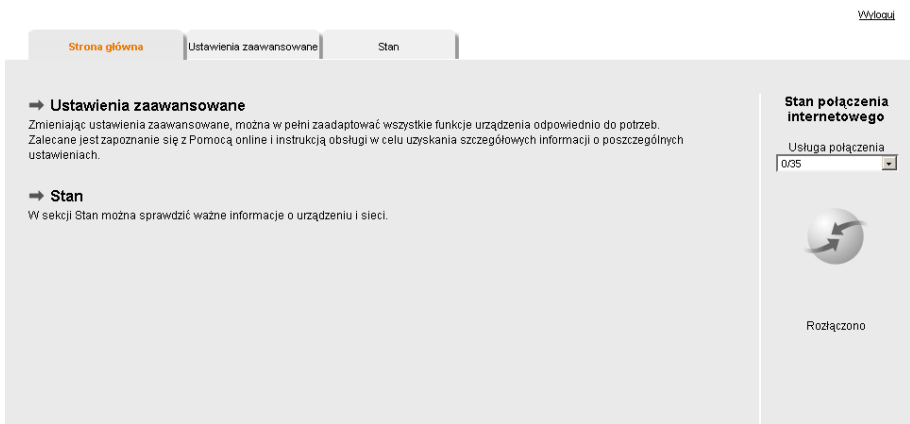 Wyloguj
Strona główna
Ustawienia zaawansowane
Stan
Ustawienia zaawansowane
Zmieniając ustawienia zaawansowane, można w pełni zaadaptować wszystkie funkcje urządzenia odpowiednio do potrzeb.
Zalecane jest zapoznanie się z Pomocą online i instrukcją obsługi w celu uzyskania szczegółowych informacji o poszczególnych
ustawieniach.
Stan
W sekcji Stan można sprawdzić ważne informacje o urządzeniu i sieci.
Stan połączenia
internetowego
Usługa połączenia
0/35
Rozłączono